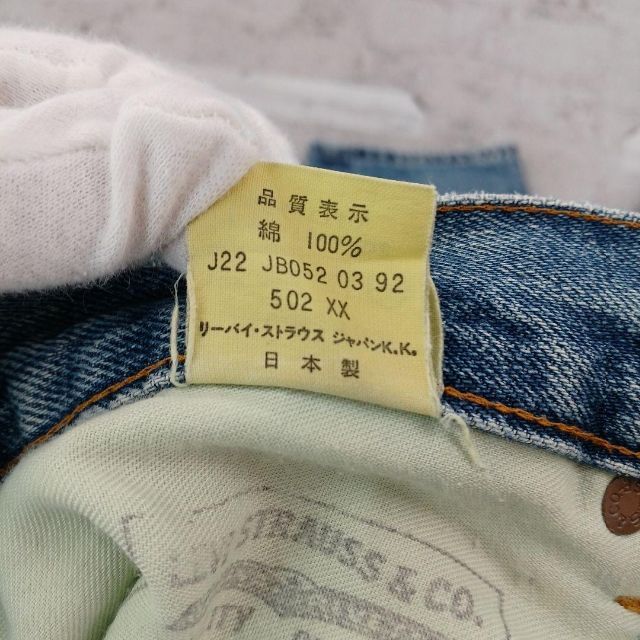 品質表示
綿 100%
J22 JB052 03 92
502 XX
リーバイ・ストラウス ジャパンK.K.
日本製
STRAUSS & CO.